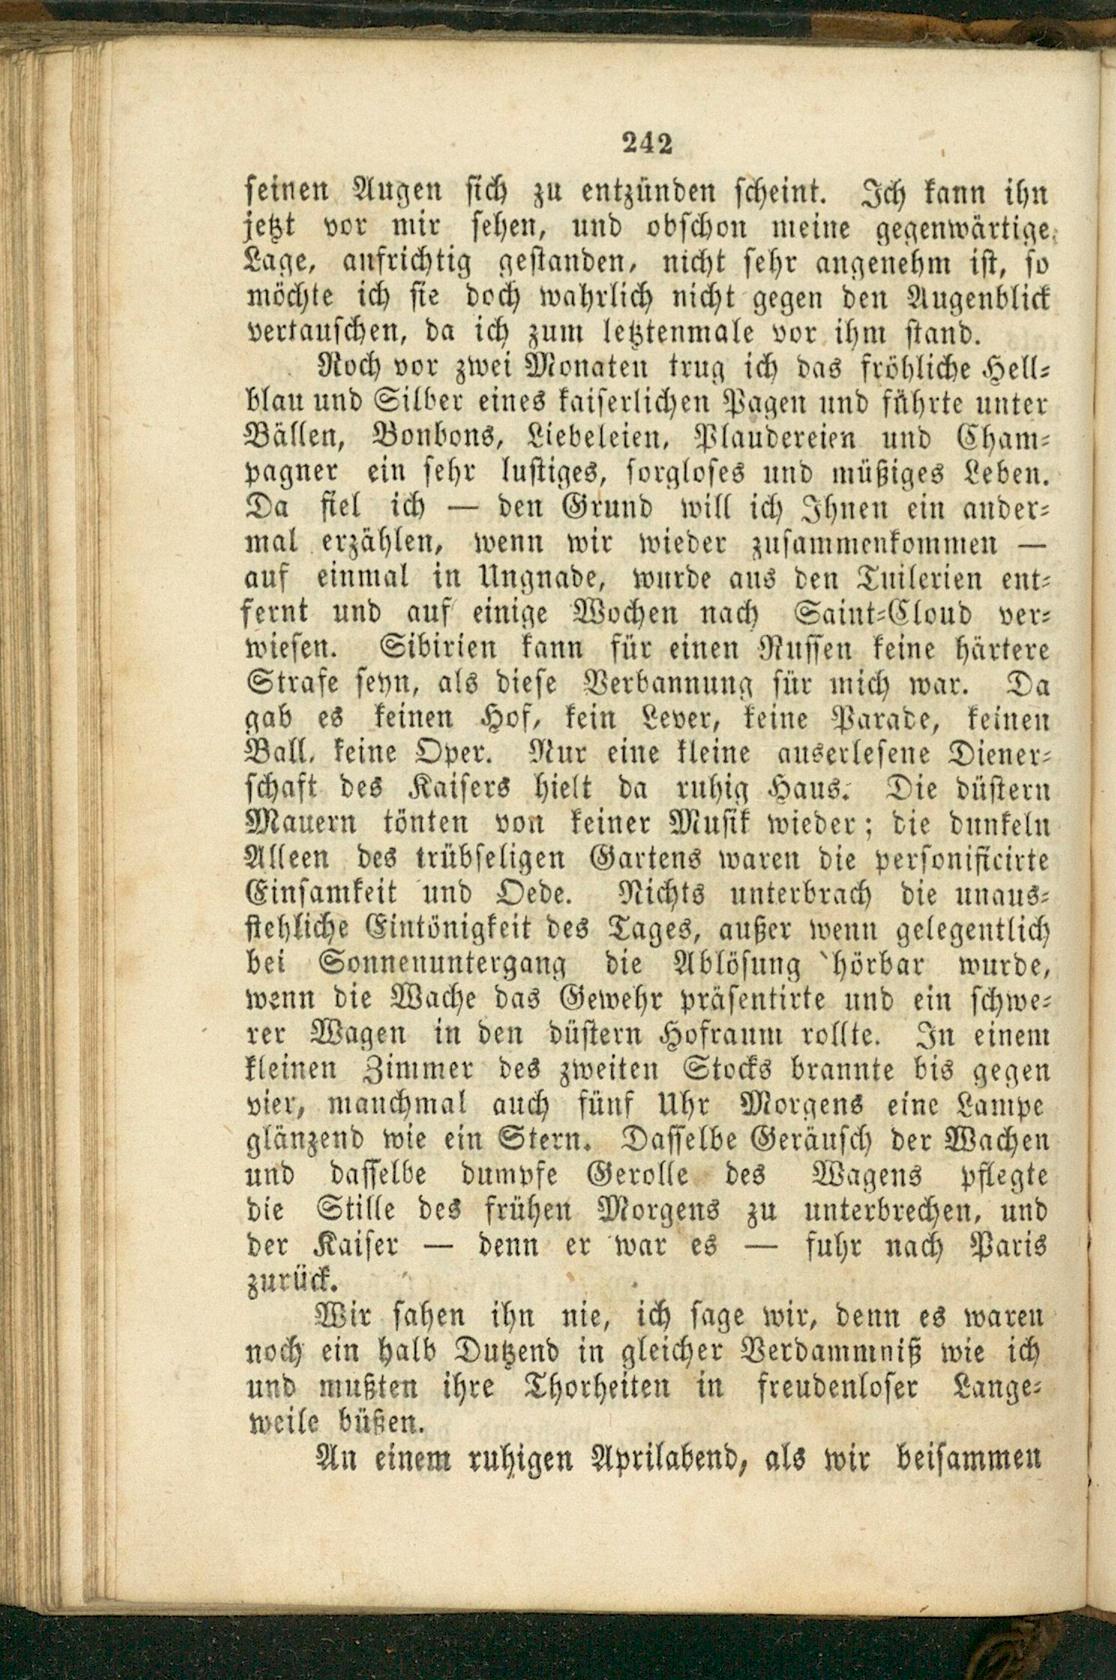 242
seinen Augen sich zu entzünden scheint. Ich kann ihn
jetzt vor mir sehen, und obschon meine gegenwärtige
Lage, aufrichtig gestanden, nicht sehr angenehm ist, so
möchte ich sie doch wahrlich nicht gegen den Augenblick
vertauschen, da ich zum letztenmale vor ihm stand.
Noch vor zwei Monaten trug ich das fröhliche Hell-
blau und Silber eines kaiserlichen Pagen und führte unter
Bällen, Bonbons, Liebeleien, Plaudereien und Cham-
pagner ein sehr lustiges, sorgloses und müßiges Leben.
Da fiel ich — den Grund will ich Ihnen ein ander-
mal erzählen, wenn wir wieder zusammenkommen —
auf einmal in Ungnade, wurde aus den Tuilerien ent-
fernt und auf einige Wochen nach Saint-Cloud ver-
wiesen. Sibirien kann für einen Russen keine härtere
Strafe seyn, als diese Verbannung für mich war. Da
gab es keinen Hof, kein Lever, keine Parade, keinen
Ball, keine Oper. Nur eine kleine auserlesene Diener-
schaft des Kaisers hielt da ruhig Haus. Die düstern
Mauern tönten von keiner Musik wieder; die dunkeln
Alleen des trübseligen Gartens waren die personificirte
Einsamkeit und Oede. Nichts unterbrach die unaus-
stehliche Eintönigkeit des Tages, außer wenn gelegentlich
bei Sonnenuntergang die Ablösung hörbar wurde,
wenn die Wache das Gewehr präsentirte und ein schwe-
rer Wagen in den düstern Hofraum rollte. In einem
kleinen Zimmer des zweiten Stocks brannte bis gegen
vier, manchmal auch fünf Uhr Morgens eine Lampe
glänzend wie ein Stern. Dasselbe Geräusch der Wachen
und dasselbe dumpfe Gerolle des Wagens pflegte
die Stille des frühen Morgens zu unterbrechen, und
der Kaiser — denn er war es — fuhr nach Paris
zurück.
Wir sahen ihn nie, ich sage wir, denn es waren
noch ein halb Dutzend in gleicher Verdammniß wie ich
und mußten ihre Thorheiten in freudenloser Lange-
weile büßen.
An einem ruhigen Aprilabend, als wir beisammen